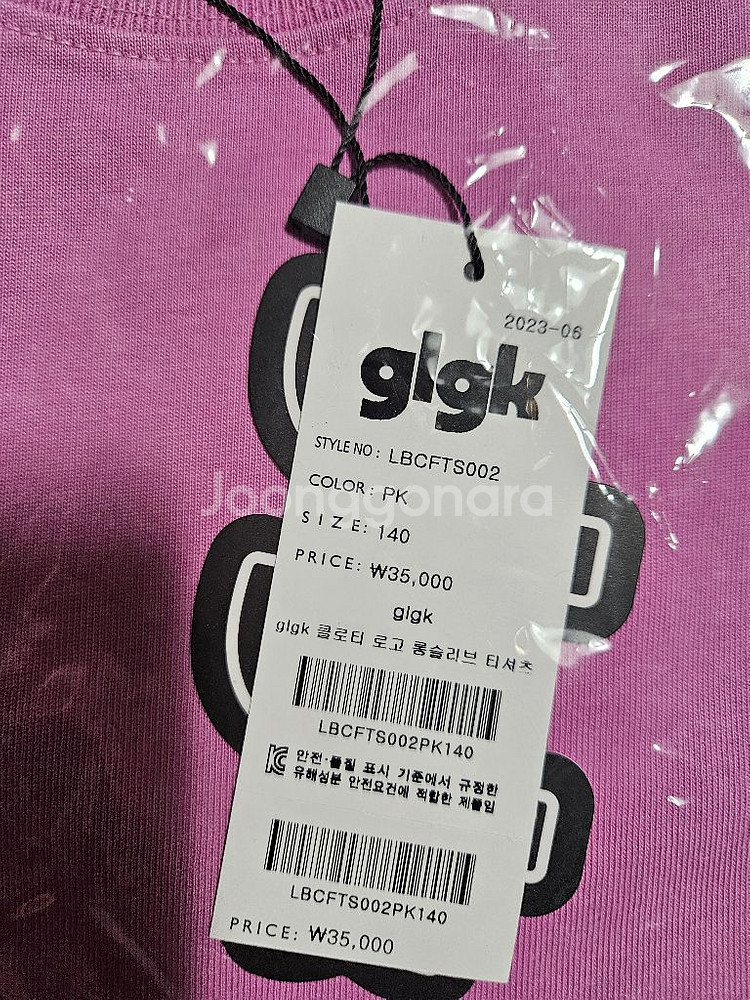 2023-06
glgk
STYLE NO: LBCFTS002
COLOR: PK
Joonggonara
SIZE: 140
PRICE: ₩35,000
glgk
glgk 콜로티 로고 롱슬리브 티셔츠
LBCFTS002PK140
안전·품질 표시 기준에서 규정한
유해성분 안전요건에 적합한 제품임
LBCFTS002PK140
PRICE: ₩35,000